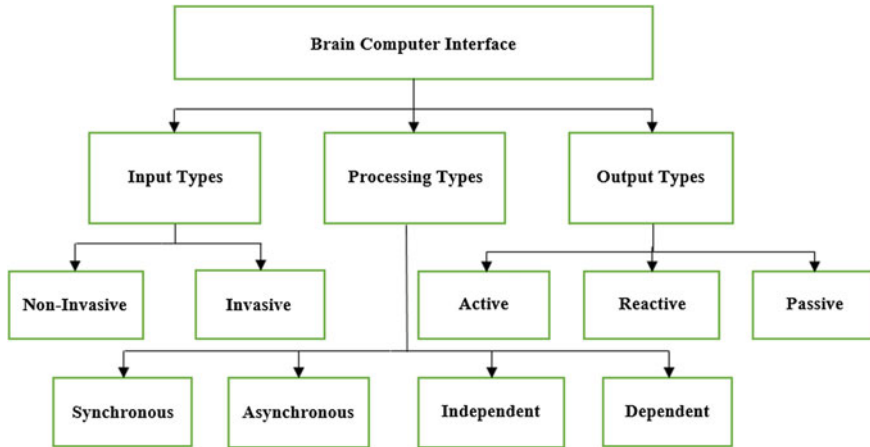 Brain Computer Interface
Input Types
Processing Types
Output Types
Non-Invasive
Invasive
Active
Reactive
Passive
Synchronous
Asynchronous
Independent
Dependent